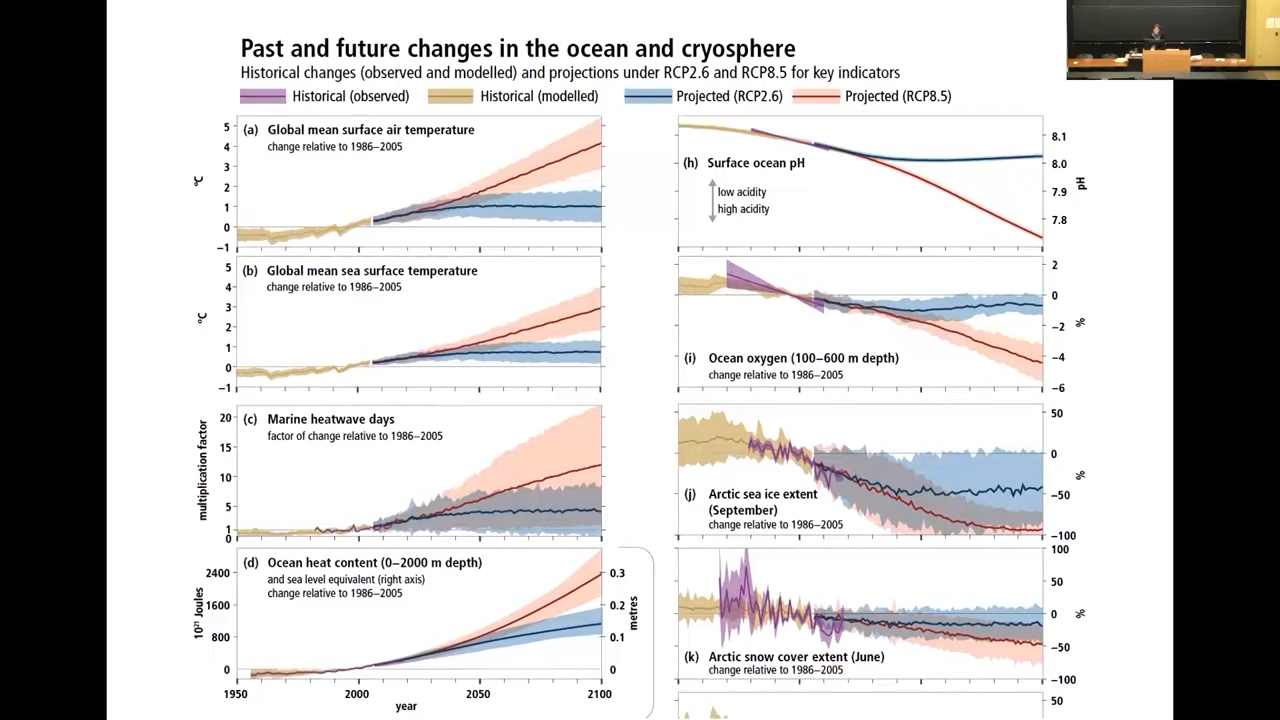 Past and future changes in the ocean and cryosphere
Historical changes (observed and modelled) and projections under RCP2.6 and RCP8.5 for key indicators
Historical (observed) Historical (modelled) Projected (RCP2.6) Projected (RCP8.5)
(a) Global mean surface air temperature
change relative to 1986–2005
°C
5
4
3
2
1
0
−1
(b) Global mean sea surface temperature
change relative to 1986–2005
°C
5
4
3
2
1
0
−1
(c) Marine heatwave days
factor of change relative to 1986–2005
multiplication factor
20
15
10
5
1
0
(d) Ocean heat content (0–2000 m depth)
and sea level equivalent (right axis)
change relative to 1986–2005
10²¹ Joules
2400
1600
800
0
0.3
0.2
0.1
0
metres
1950 2000 2050 2100
year
(h) Surface ocean pH
low acidity
high acidity
8.1
8.0
7.9
7.8
pH
(i) Ocean oxygen (100–600 m depth)
change relative to 1986–2005
2
0
−2
−4
−6
%
(j) Arctic sea ice extent
(September)
change relative to 1986–2005
50
0
−50
−100
%
(k) Arctic snow cover extent (June)
change relative to 1986–2005
100
50
0
−50
−100
%
50